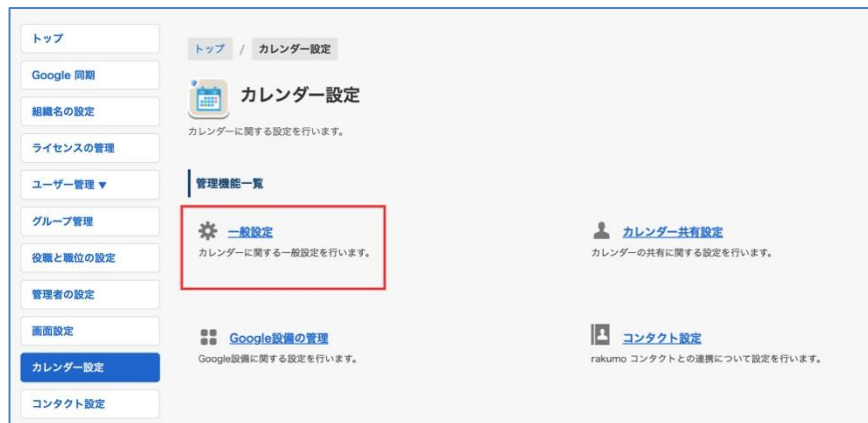 トップ
Google 同期
組織名の設定
ライセンスの管理
ユーザー管理 ▼
グループ管理
役職と職位の設定
管理者の設定
画面設定
カレンダー設定
コンタクト設定
トップ / カレンダー設定
カレンダー設定
カレンダーに関する設定を行います。
管理機能一覧
一般設定
カレンダーに関する一般設定を行います。
カレンダー共有設定
カレンダーの共有に関する設定を行います。
Google設備の管理
Google設備に関する設定を行います。
コンタクト設定
rakumo コンタクトとの連携について設定を行います。